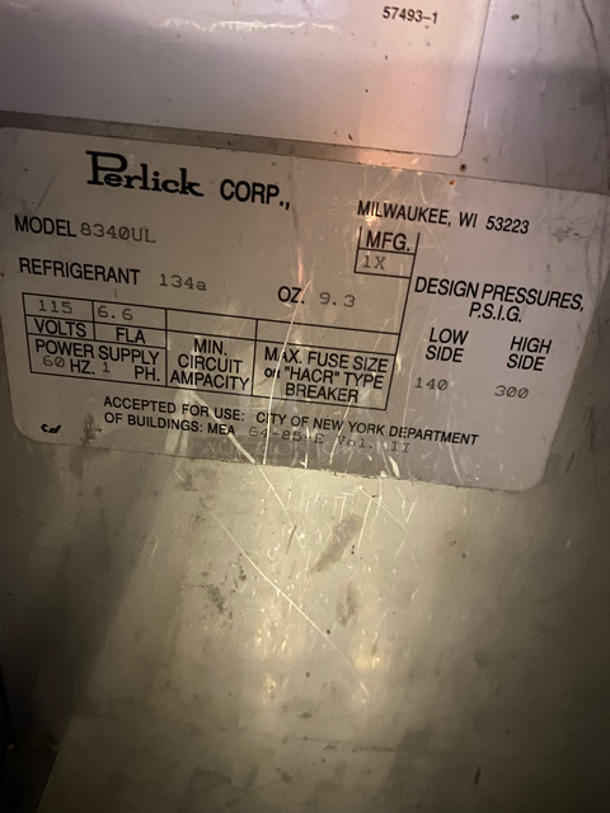 57493-1
Perlick CORP.,
MILWAUKEE, WI 53223
MODEL 8340UL
MFG.
1X
REFRIGERANT 134a
OZ. 9.3
DESIGN PRESSURES,
P.S.I.G.
LOW SIDE
HIGH SIDE
140
300
115 6.6
VOLTS FLA
POWER SUPPLY
60 HZ. 1 PH.
MIN.
CIRCUIT
AMPACITY
MAX. FUSE SIZE
OR "HACR" TYPE
BREAKER
ACCEPTED FOR USE: CITY OF NEW YORK DEPARTMENT
OF BUILDINGS: MEA 64-85-E Vol. II